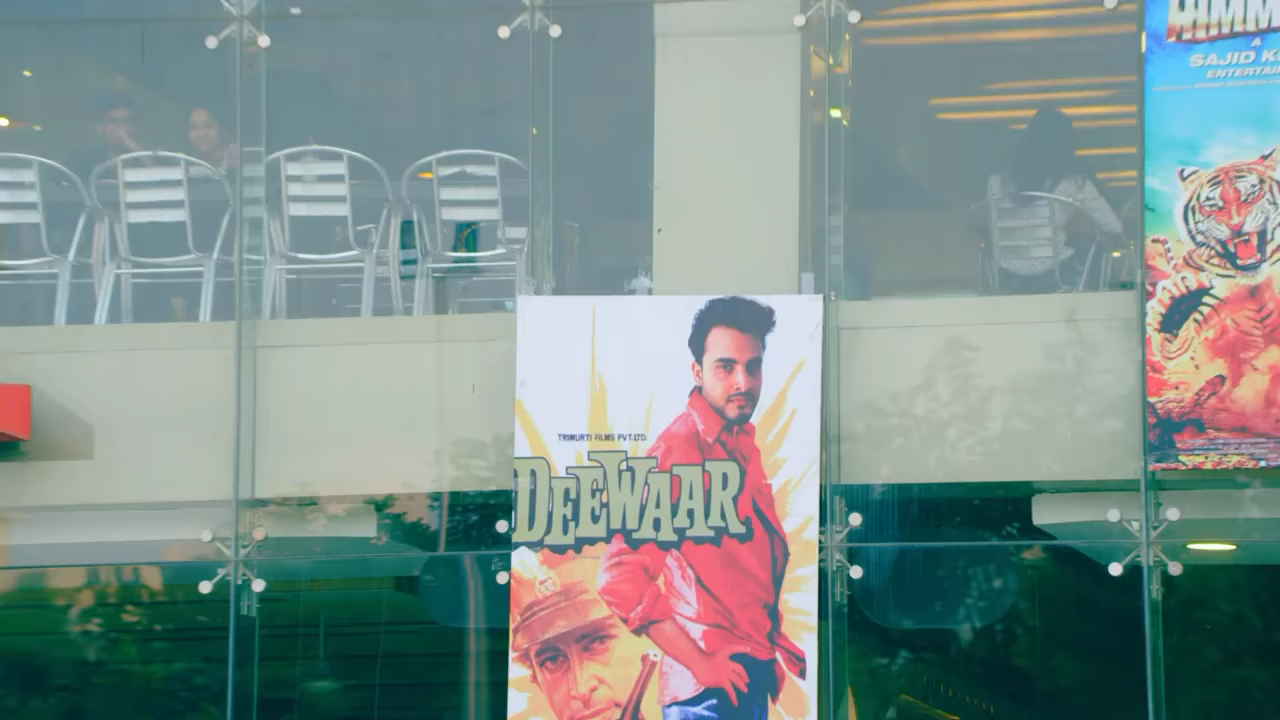 HIMM
A
SAJID K
ENTERTAI
TRIMURTI FILMS PVT.LTD.
DEEWAAR